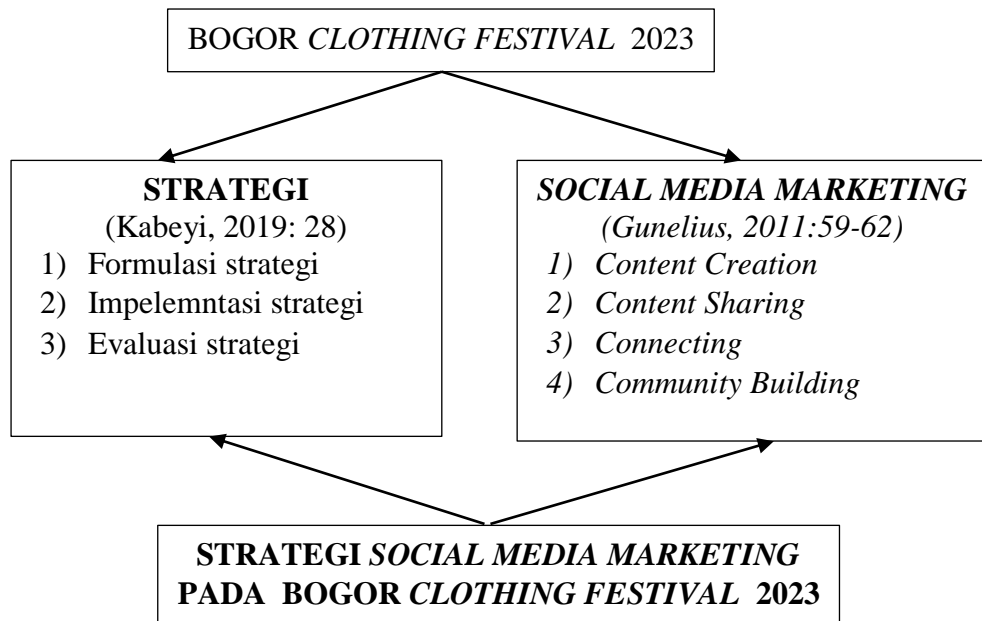 BOGOR CLOTHING FESTIVAL 2023
STRATEGI
(Kabeyi, 2019: 28)
1) Formulasi strategi
2) Impelemntasi strategi
3) Evaluasi strategi
SOCIAL MEDIA MARKETING
(Gunelius, 2011:59-62)
1) Content Creation
2) Content Sharing
3) Connecting
4) Community Building
STRATEGI SOCIAL MEDIA MARKETING
PADA BOGOR CLOTHING FESTIVAL 2023